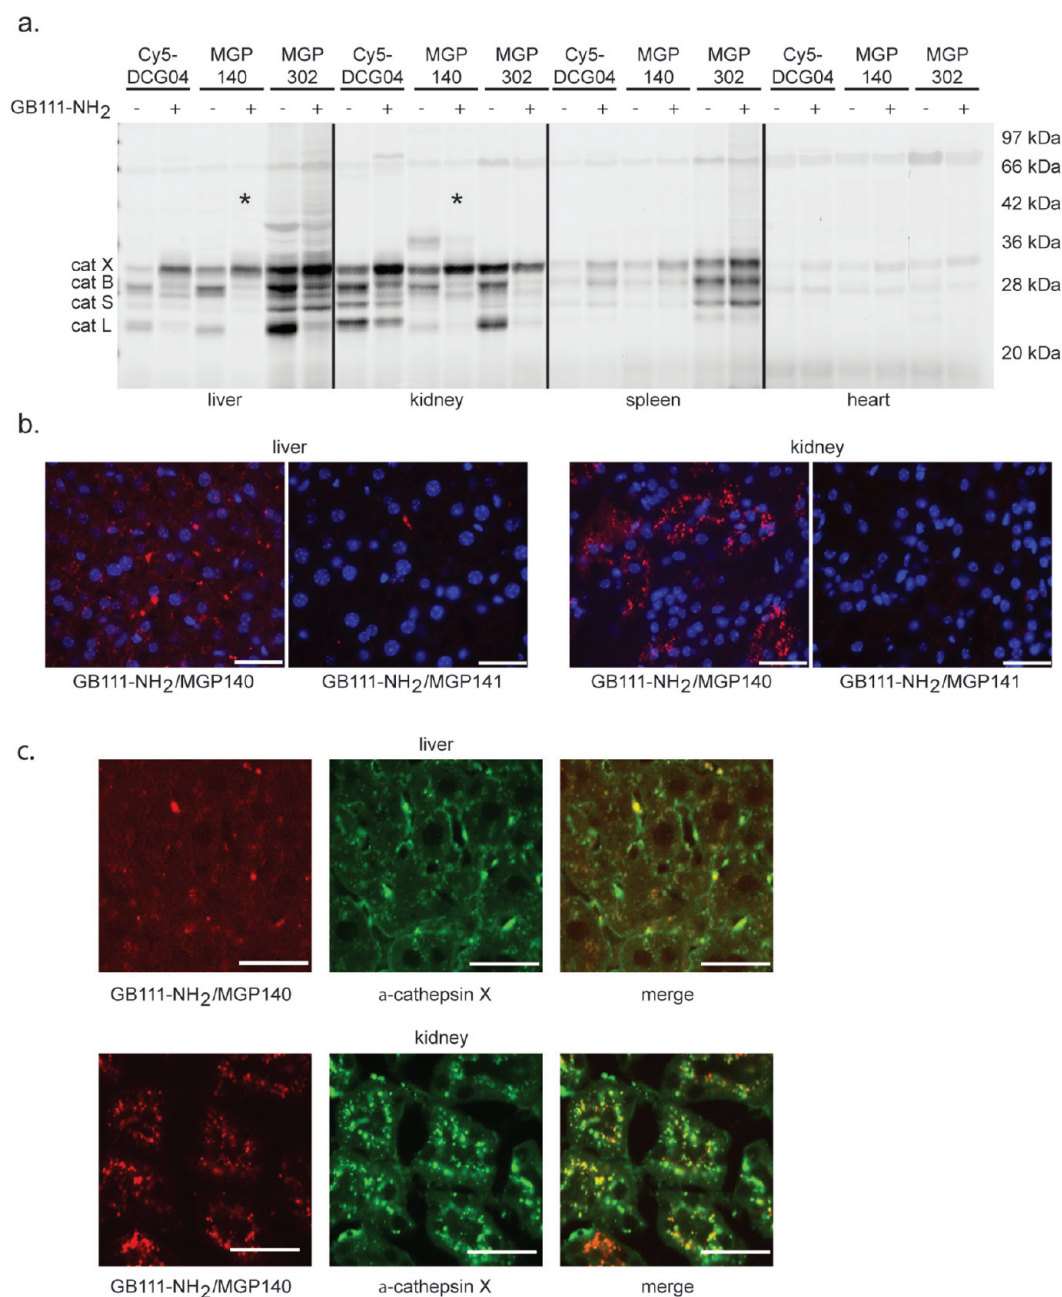 a.
Cy5- MGP MGP Cy5- MGP MGP Cy5- MGP MGP Cy5- MGP MGP
DCG04 140 302 DCG04 140 302 DCG04 140 302 DCG04 140 302
GB111-NH2 - + - + - + - + - + - + - + - + - + - + - + - +
97 kDa
66 kDa
* *
42 kDa
36 kDa
cat X
cat B 28 kDa
cat S
cat L
20 kDa
liver kidney spleen heart
b.
liver kidney
GB111-NH2/MGP140 GB111-NH2/MGP141 GB111-NH2/MGP140 GB111-NH2/MGP141
c.
liver
GB111-NH2/MGP140 a-cathepsin X merge
kidney
GB111-NH2/MGP140 a-cathepsin X merge